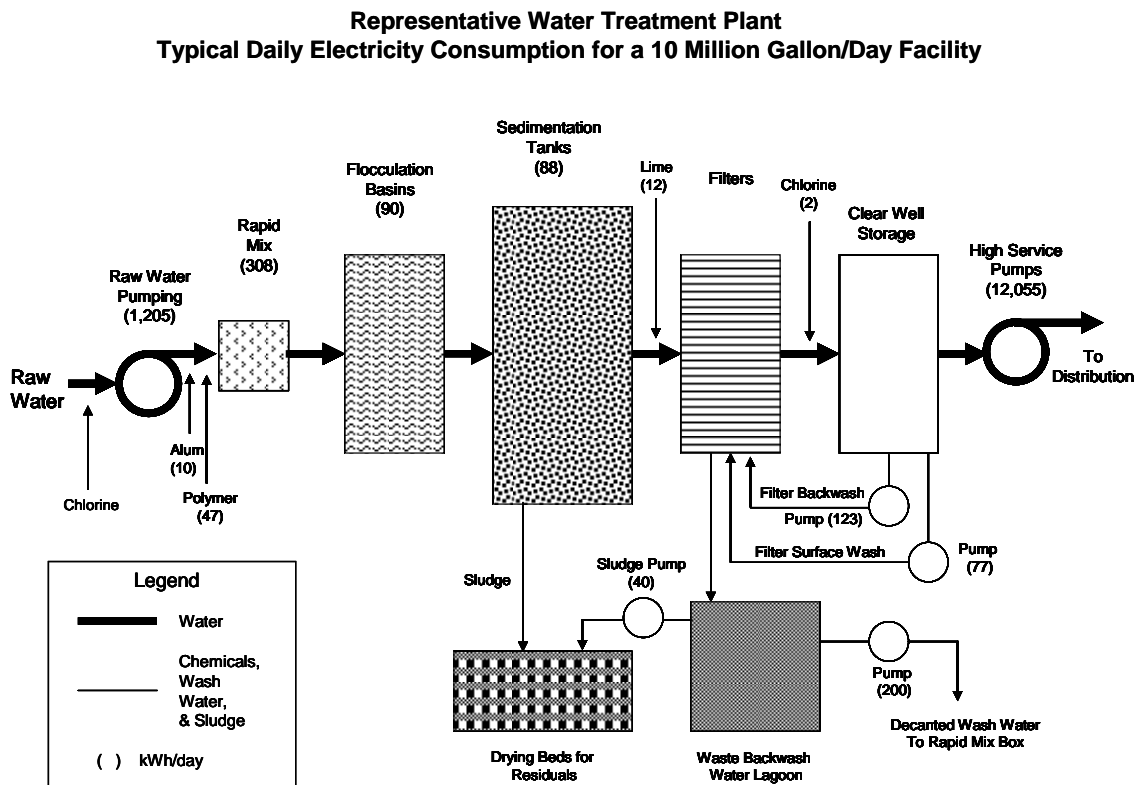 Representative Water Treatment Plant
Typical Daily Electricity Consumption for a 10 Million Gallon/Day Facility
Sedimentation
Tanks
(88)
Flocculation
Basins
(90)
Lime
(12)
Filters
Chlorine
(2)
Clear Well
Storage
Rapid
Mix
(308)
High Service
Pumps
(12,055)
Raw Water
Pumping
(1,205)
Raw
Water
To
Distribution
Alum
(10)
Chlorine
Polymer
(47)
Filter Backwash
Pump (123)
Filter Surface Wash
Pump
(77)
Sludge
Sludge Pump
(40)
Pump
(200)
Decanted Wash Water
To Rapid Mix Box
Drying Beds for
Residuals
Waste Backwash
Water Lagoon
Legend
Water
Chemicals,
Wash
Water,
& Sludge
( ) kWh/day